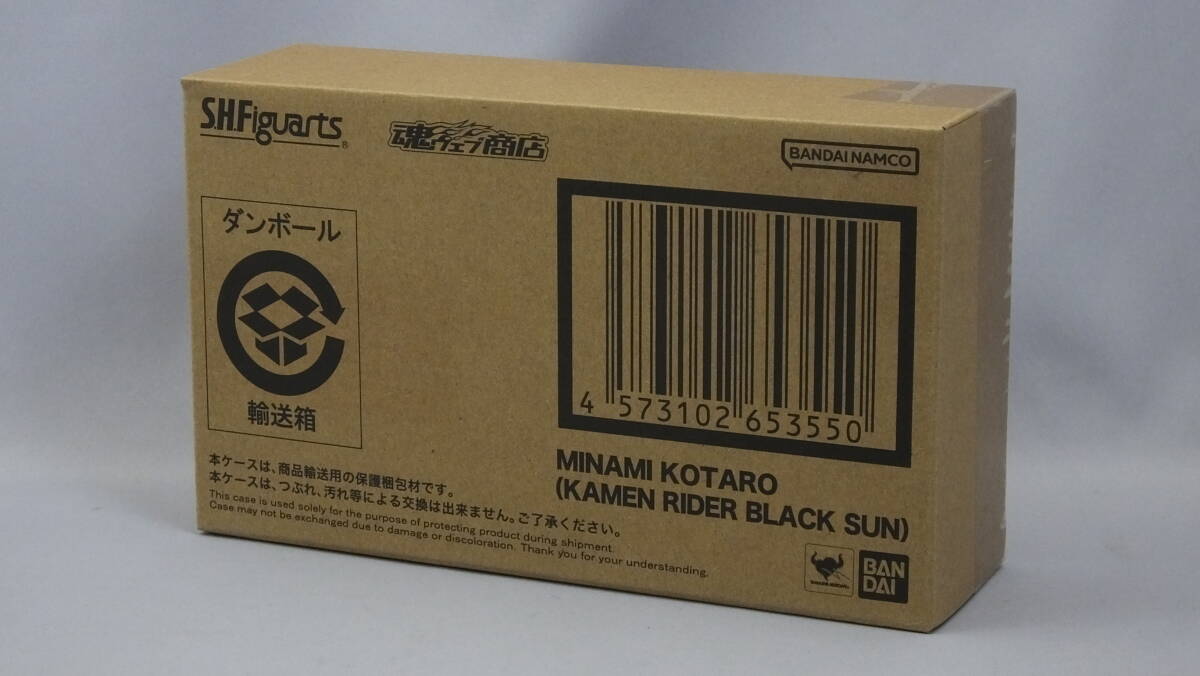 S.H.Figuarts®
魂ウェブ商店
BANDAI NAMCO
ダンボール
輸送箱
4 573102 653550
MINAMI KOTARO
(KAMEN RIDER BLACK SUN)
本ケースは、商品輸送用の保護梱包材です。
本ケースは、つぶれ、汚れ等による交換は出来ません。ご了承ください。
This case is used solely for the purpose of protecting product during shipment.
Case may not be exchanged due to damage or discoloration. Thank you for your understanding.
BAN
DAI